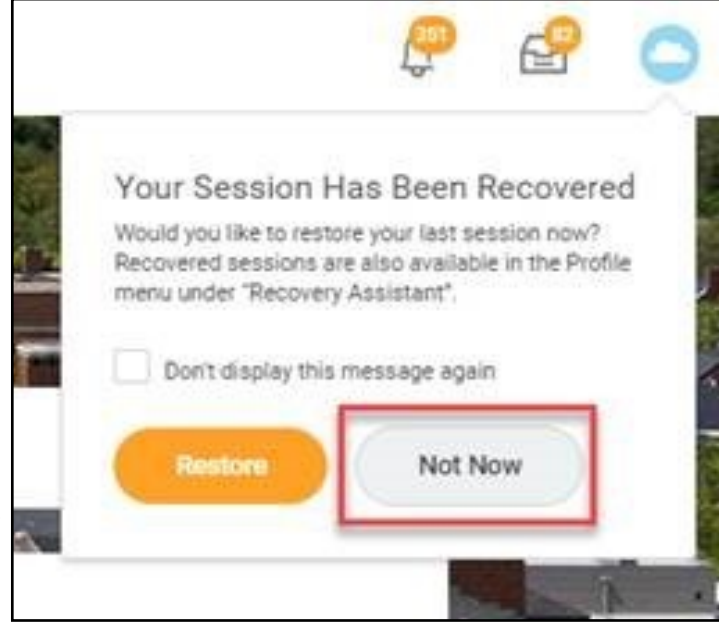 351
82
Your Session Has Been Recovered
Would you like to restore your last session now?
Recovered sessions are also available in the Profile
menu under "Recovery Assistant".
Don't display this message again
Restore
Not Now